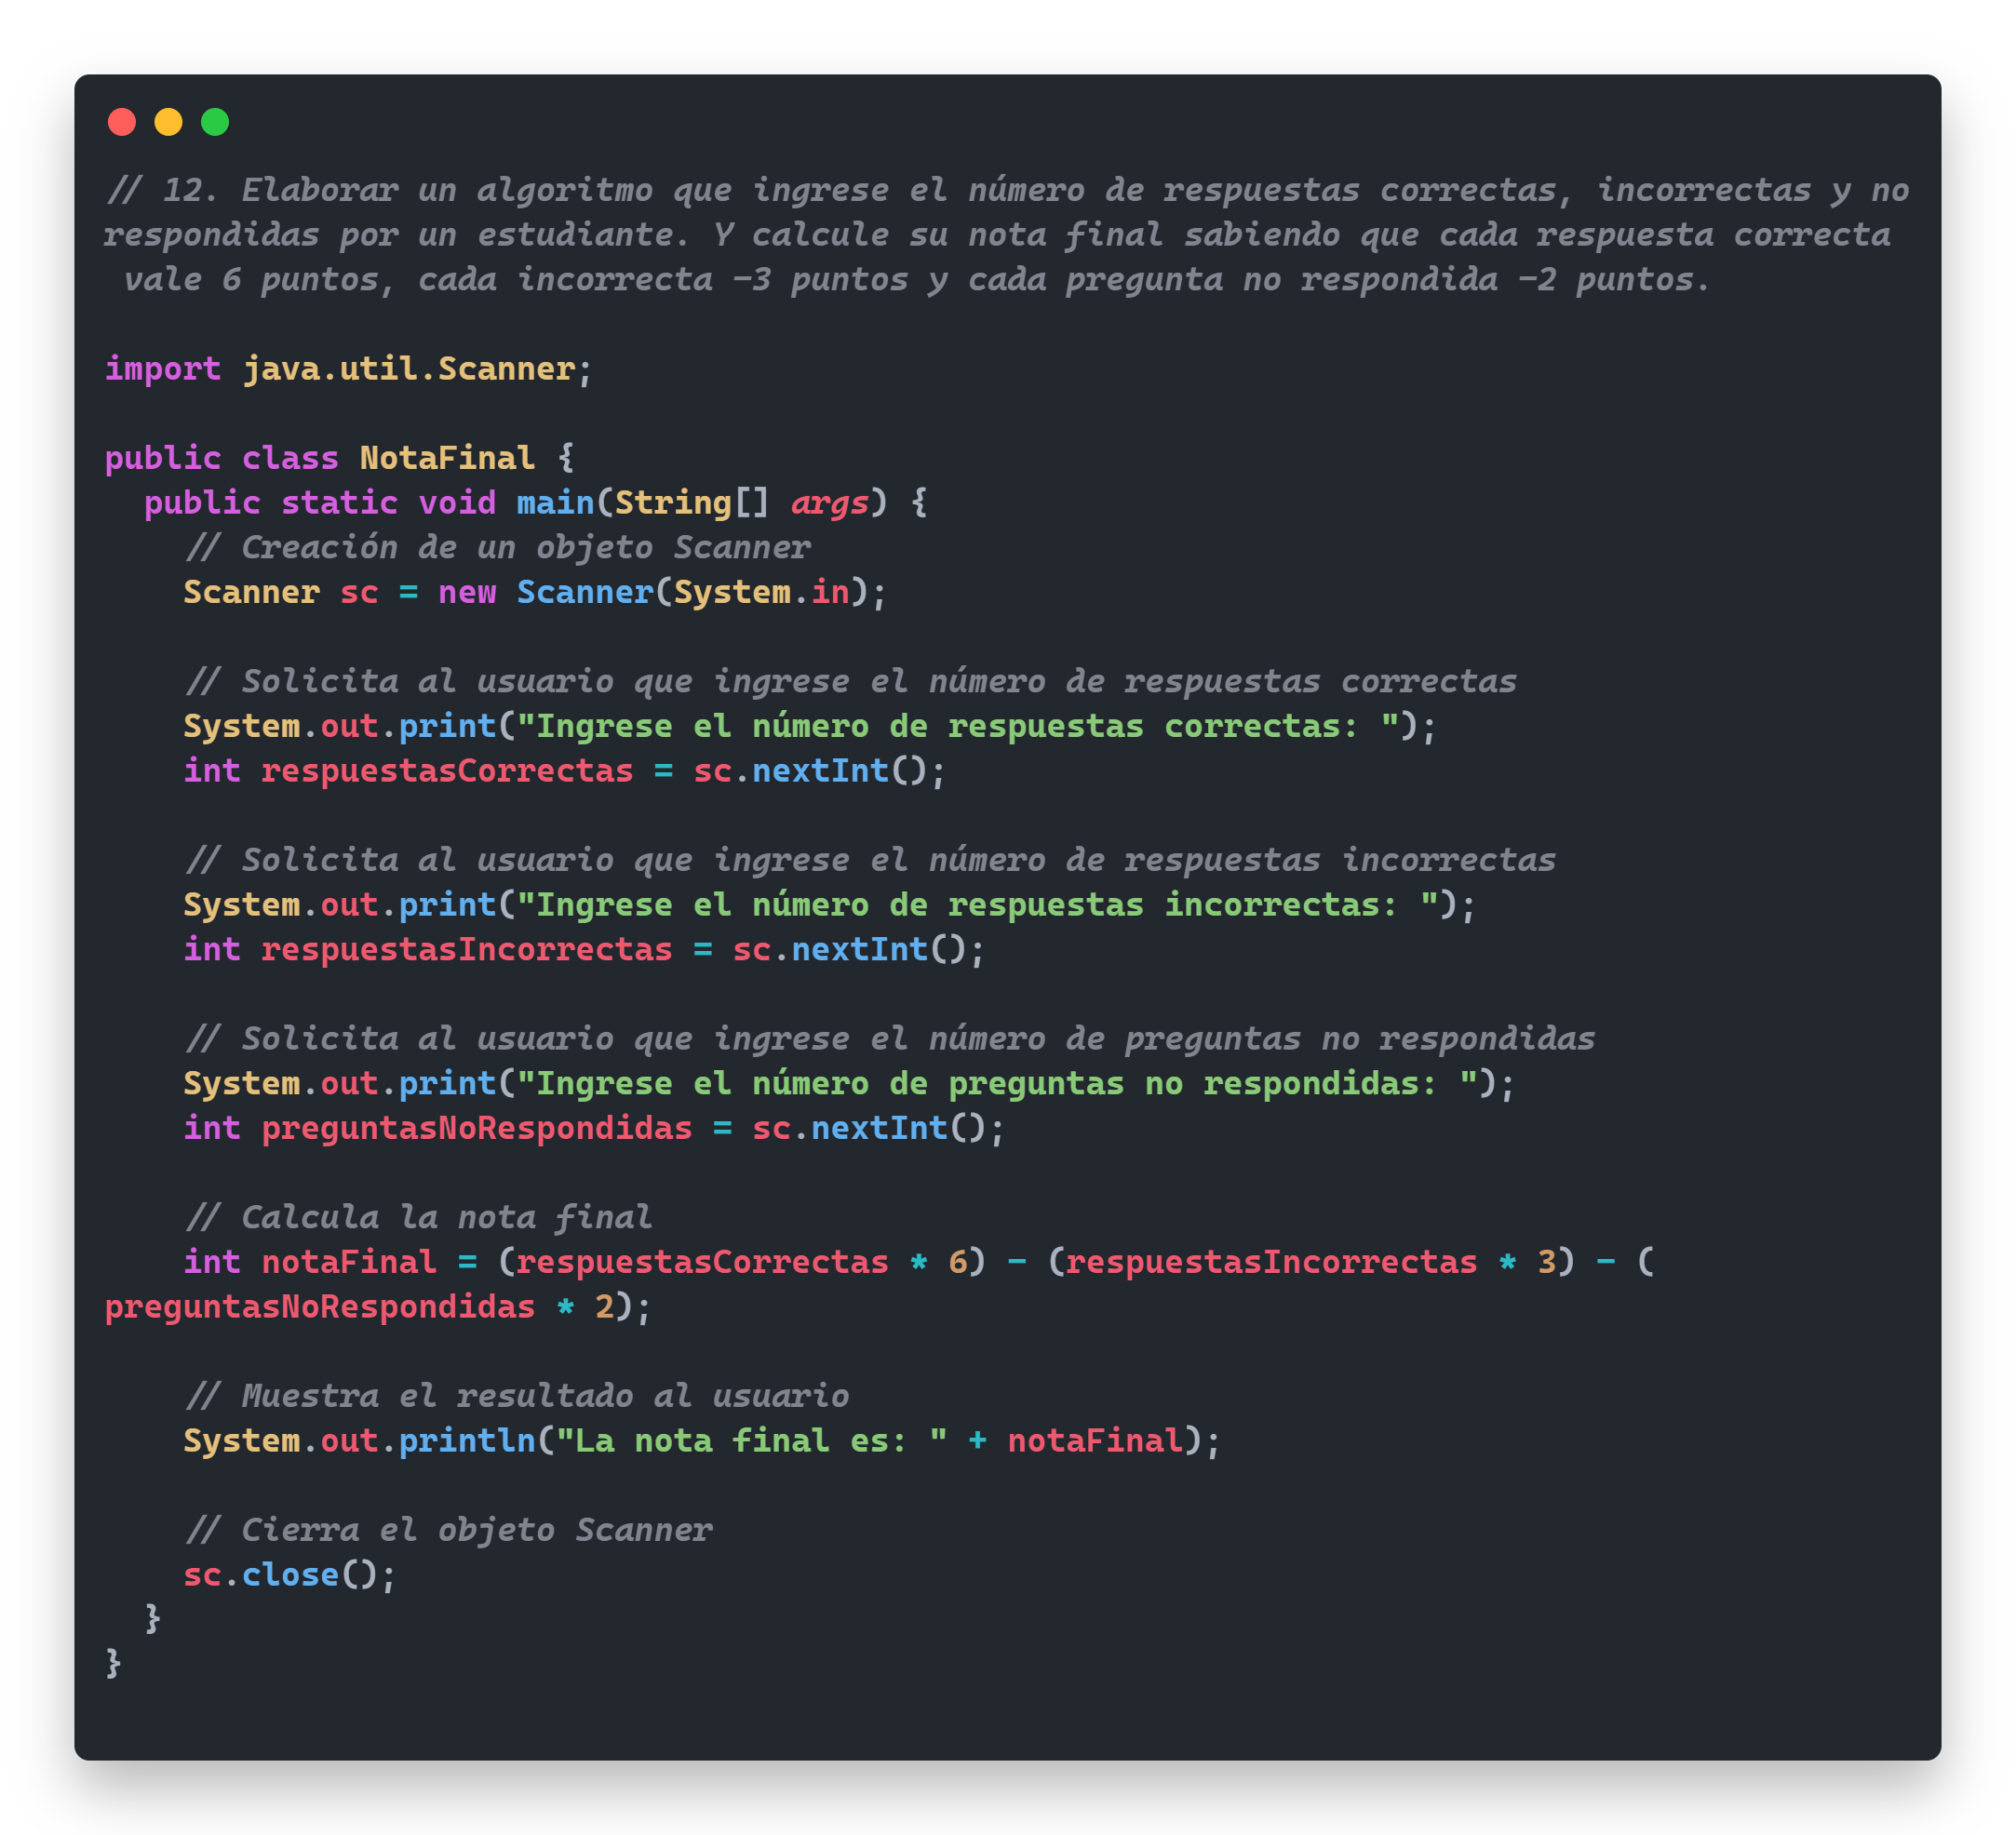 // 12. Elaborar un algoritmo que ingrese el número de respuestas correctas, incorrectas y no
respondidas por un estudiante. Y calcule su nota final sabiendo que cada respuesta correcta
 vale 6 puntos, cada incorrecta -3 puntos y cada pregunta no respondida -2 puntos.

import java.util.Scanner;

public class NotaFinal {
  public static void main(String[] args) {
    // Creación de un objeto Scanner
    Scanner sc = new Scanner(System.in);

    // Solicita al usuario que ingrese el número de respuestas correctas
    System.out.print("Ingrese el número de respuestas correctas: ");
    int respuestasCorrectas = sc.nextInt();

    // Solicita al usuario que ingrese el número de respuestas incorrectas
    System.out.print("Ingrese el número de respuestas incorrectas: ");
    int respuestasIncorrectas = sc.nextInt();

    // Solicita al usuario que ingrese el número de preguntas no respondidas
    System.out.print("Ingrese el número de preguntas no respondidas: ");
    int preguntasNoRespondidas = sc.nextInt();

    // Calcula la nota final
    int notaFinal = (respuestasCorrectas * 6) - (respuestasIncorrectas * 3) - (
preguntasNoRespondidas * 2);

    // Muestra el resultado al usuario
    System.out.println("La nota final es: " + notaFinal);

    // Cierra el objeto Scanner
    sc.close();
  }
}